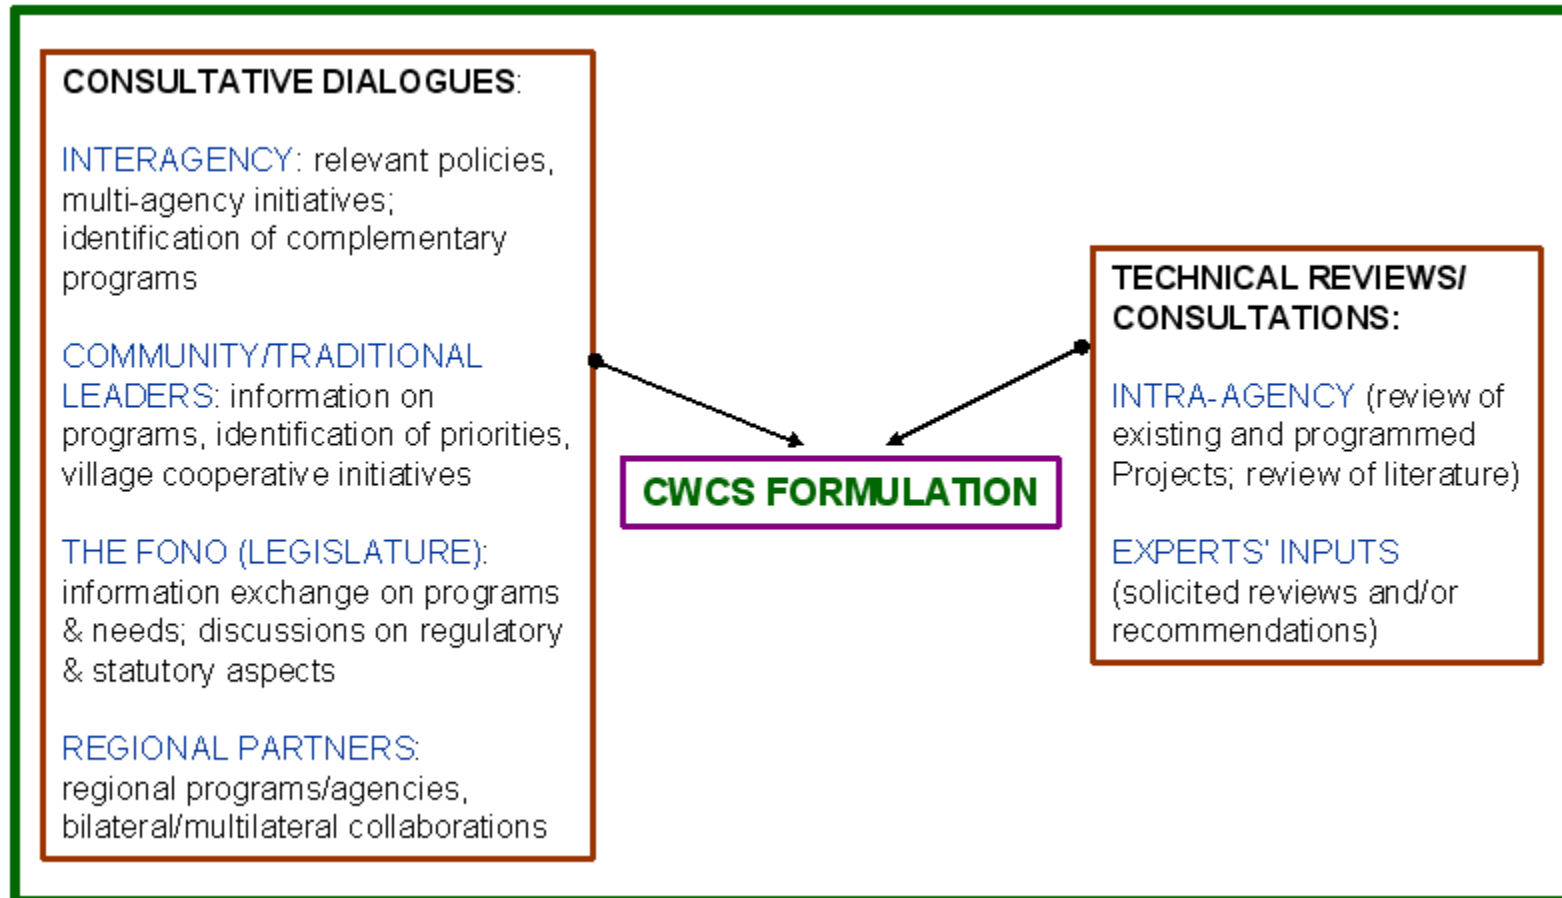 CONSULTATIVE DIALOGUES:
INTERAGENCY: relevant policies,
multi-agency initiatives;
identification of complementary
programs
COMMUNITY/TRADITIONAL
LEADERS: information on
programs, identification of priorities,
village cooperative initiatives
THE FONO (LEGISLATURE):
information exchange on programs
& needs; discussions on regulatory
& statutory aspects
REGIONAL PARTNERS:
regional programs/agencies,
bilateral/multilateral collaborations
CWCS FORMULATION
TECHNICAL REVIEWS/
CONSULTATIONS:
INTRA-AGENCY (review of
existing and programmed
Projects; review of literature)
EXPERTS' INPUTS
(solicited reviews and/or
recommendations)